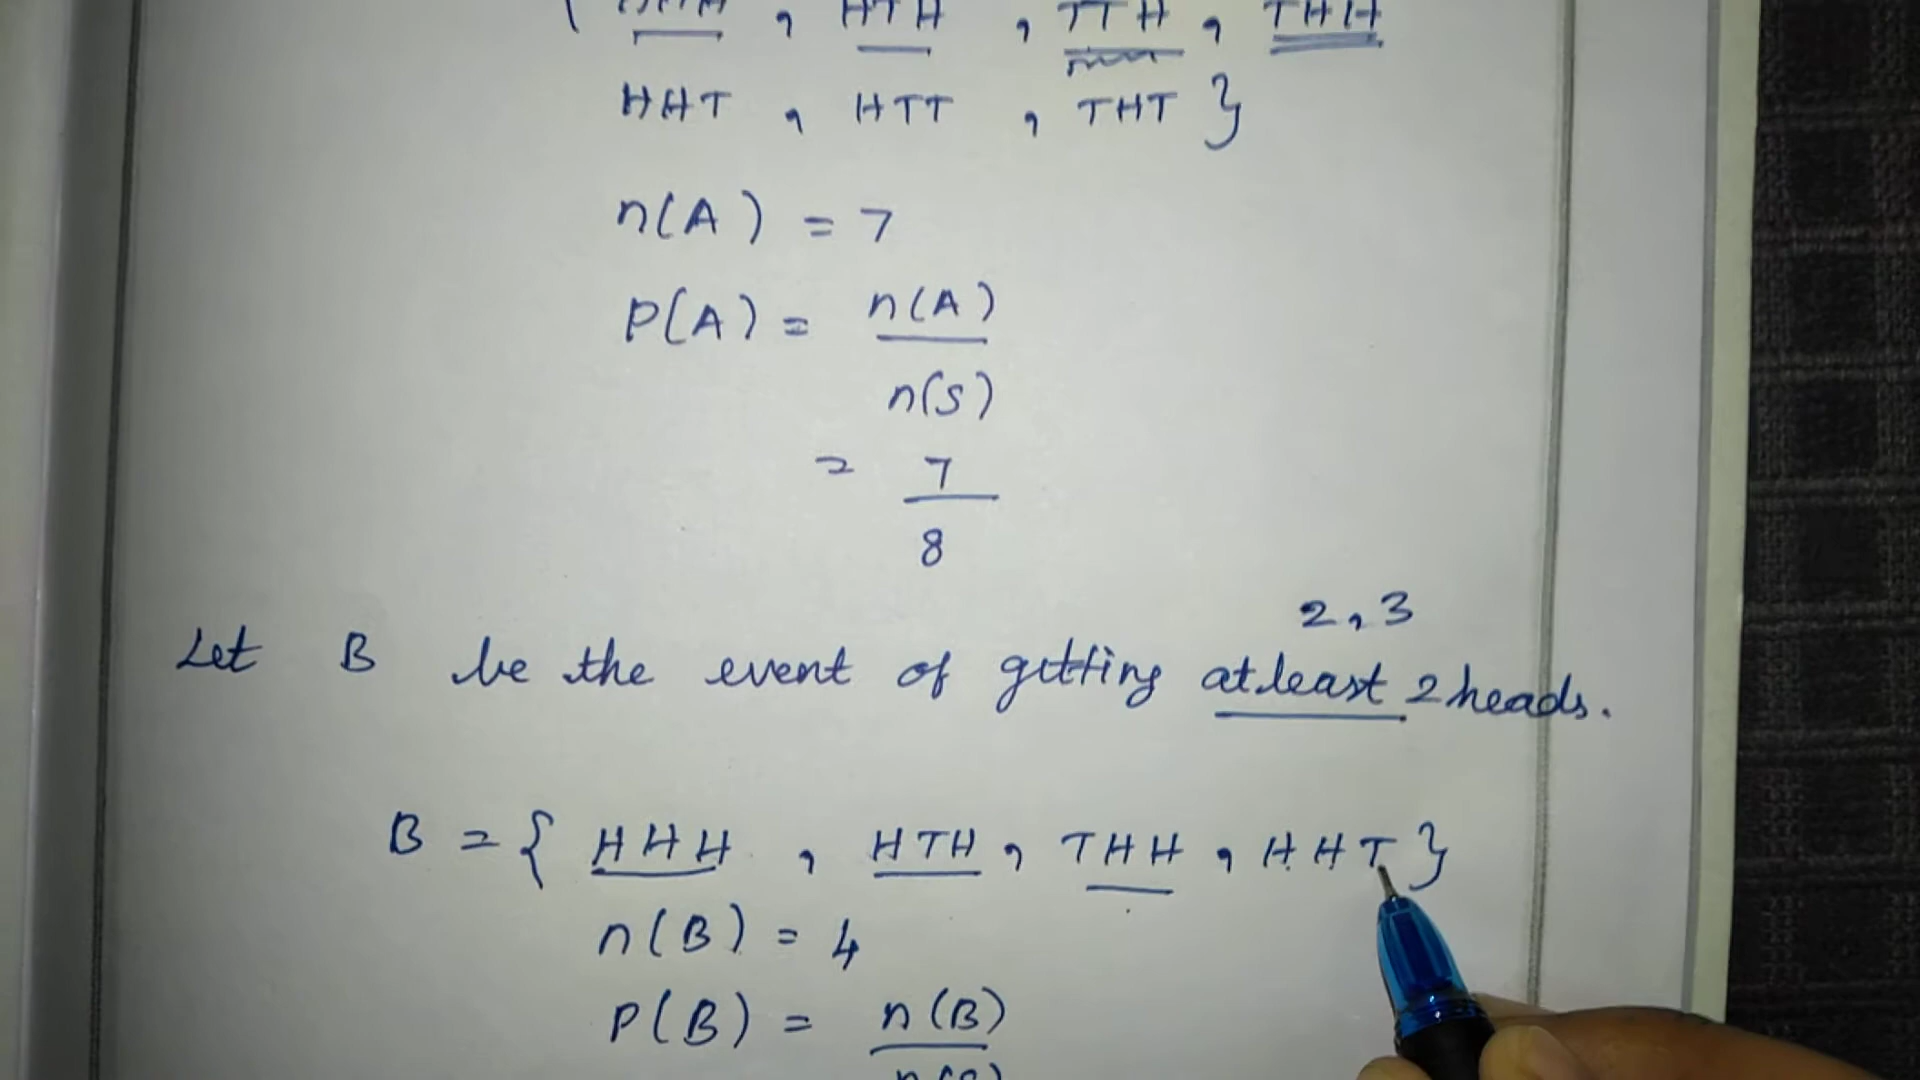 { HHH , HTH , TTH , THH
HHT , HTT , THT }
n(A) = 7
P(A) = n(A)
n(S)
= 7
8
2,3
Let B be the event of getting atleast 2 heads.
B = { HHH , HTH , THH , HHT }
n(B) = 4
P(B) = n(B)